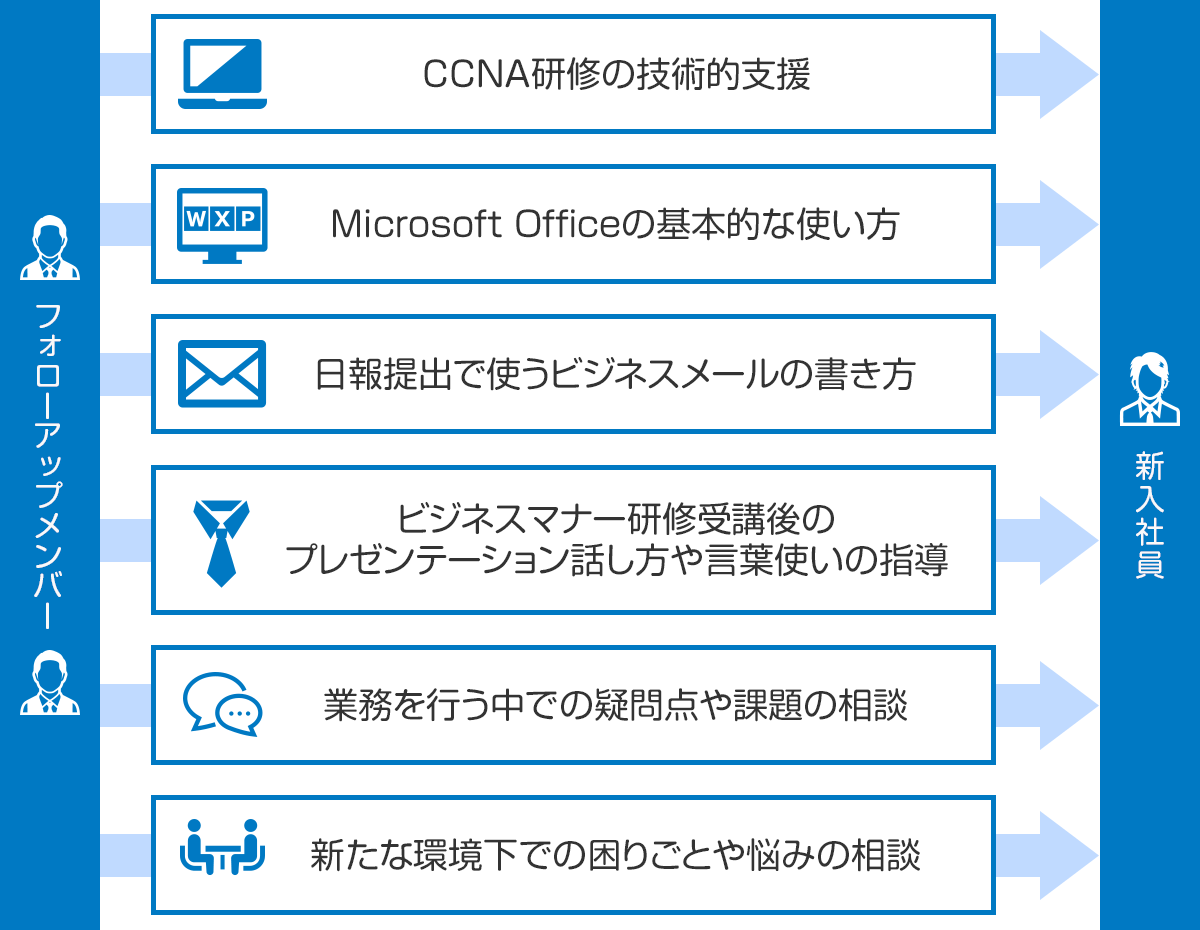 フォローアップメンバー
CCNA研修の技術的支援
W X P
Microsoft Officeの基本的な使い方
日報提出で使うビジネスメールの書き方
ビジネスマナー研修受講後の
プレゼンテーション話し方や言葉使いの指導
業務を行う中での疑問点や課題の相談
新たな環境下での困りごとや悩みの相談
新入社員